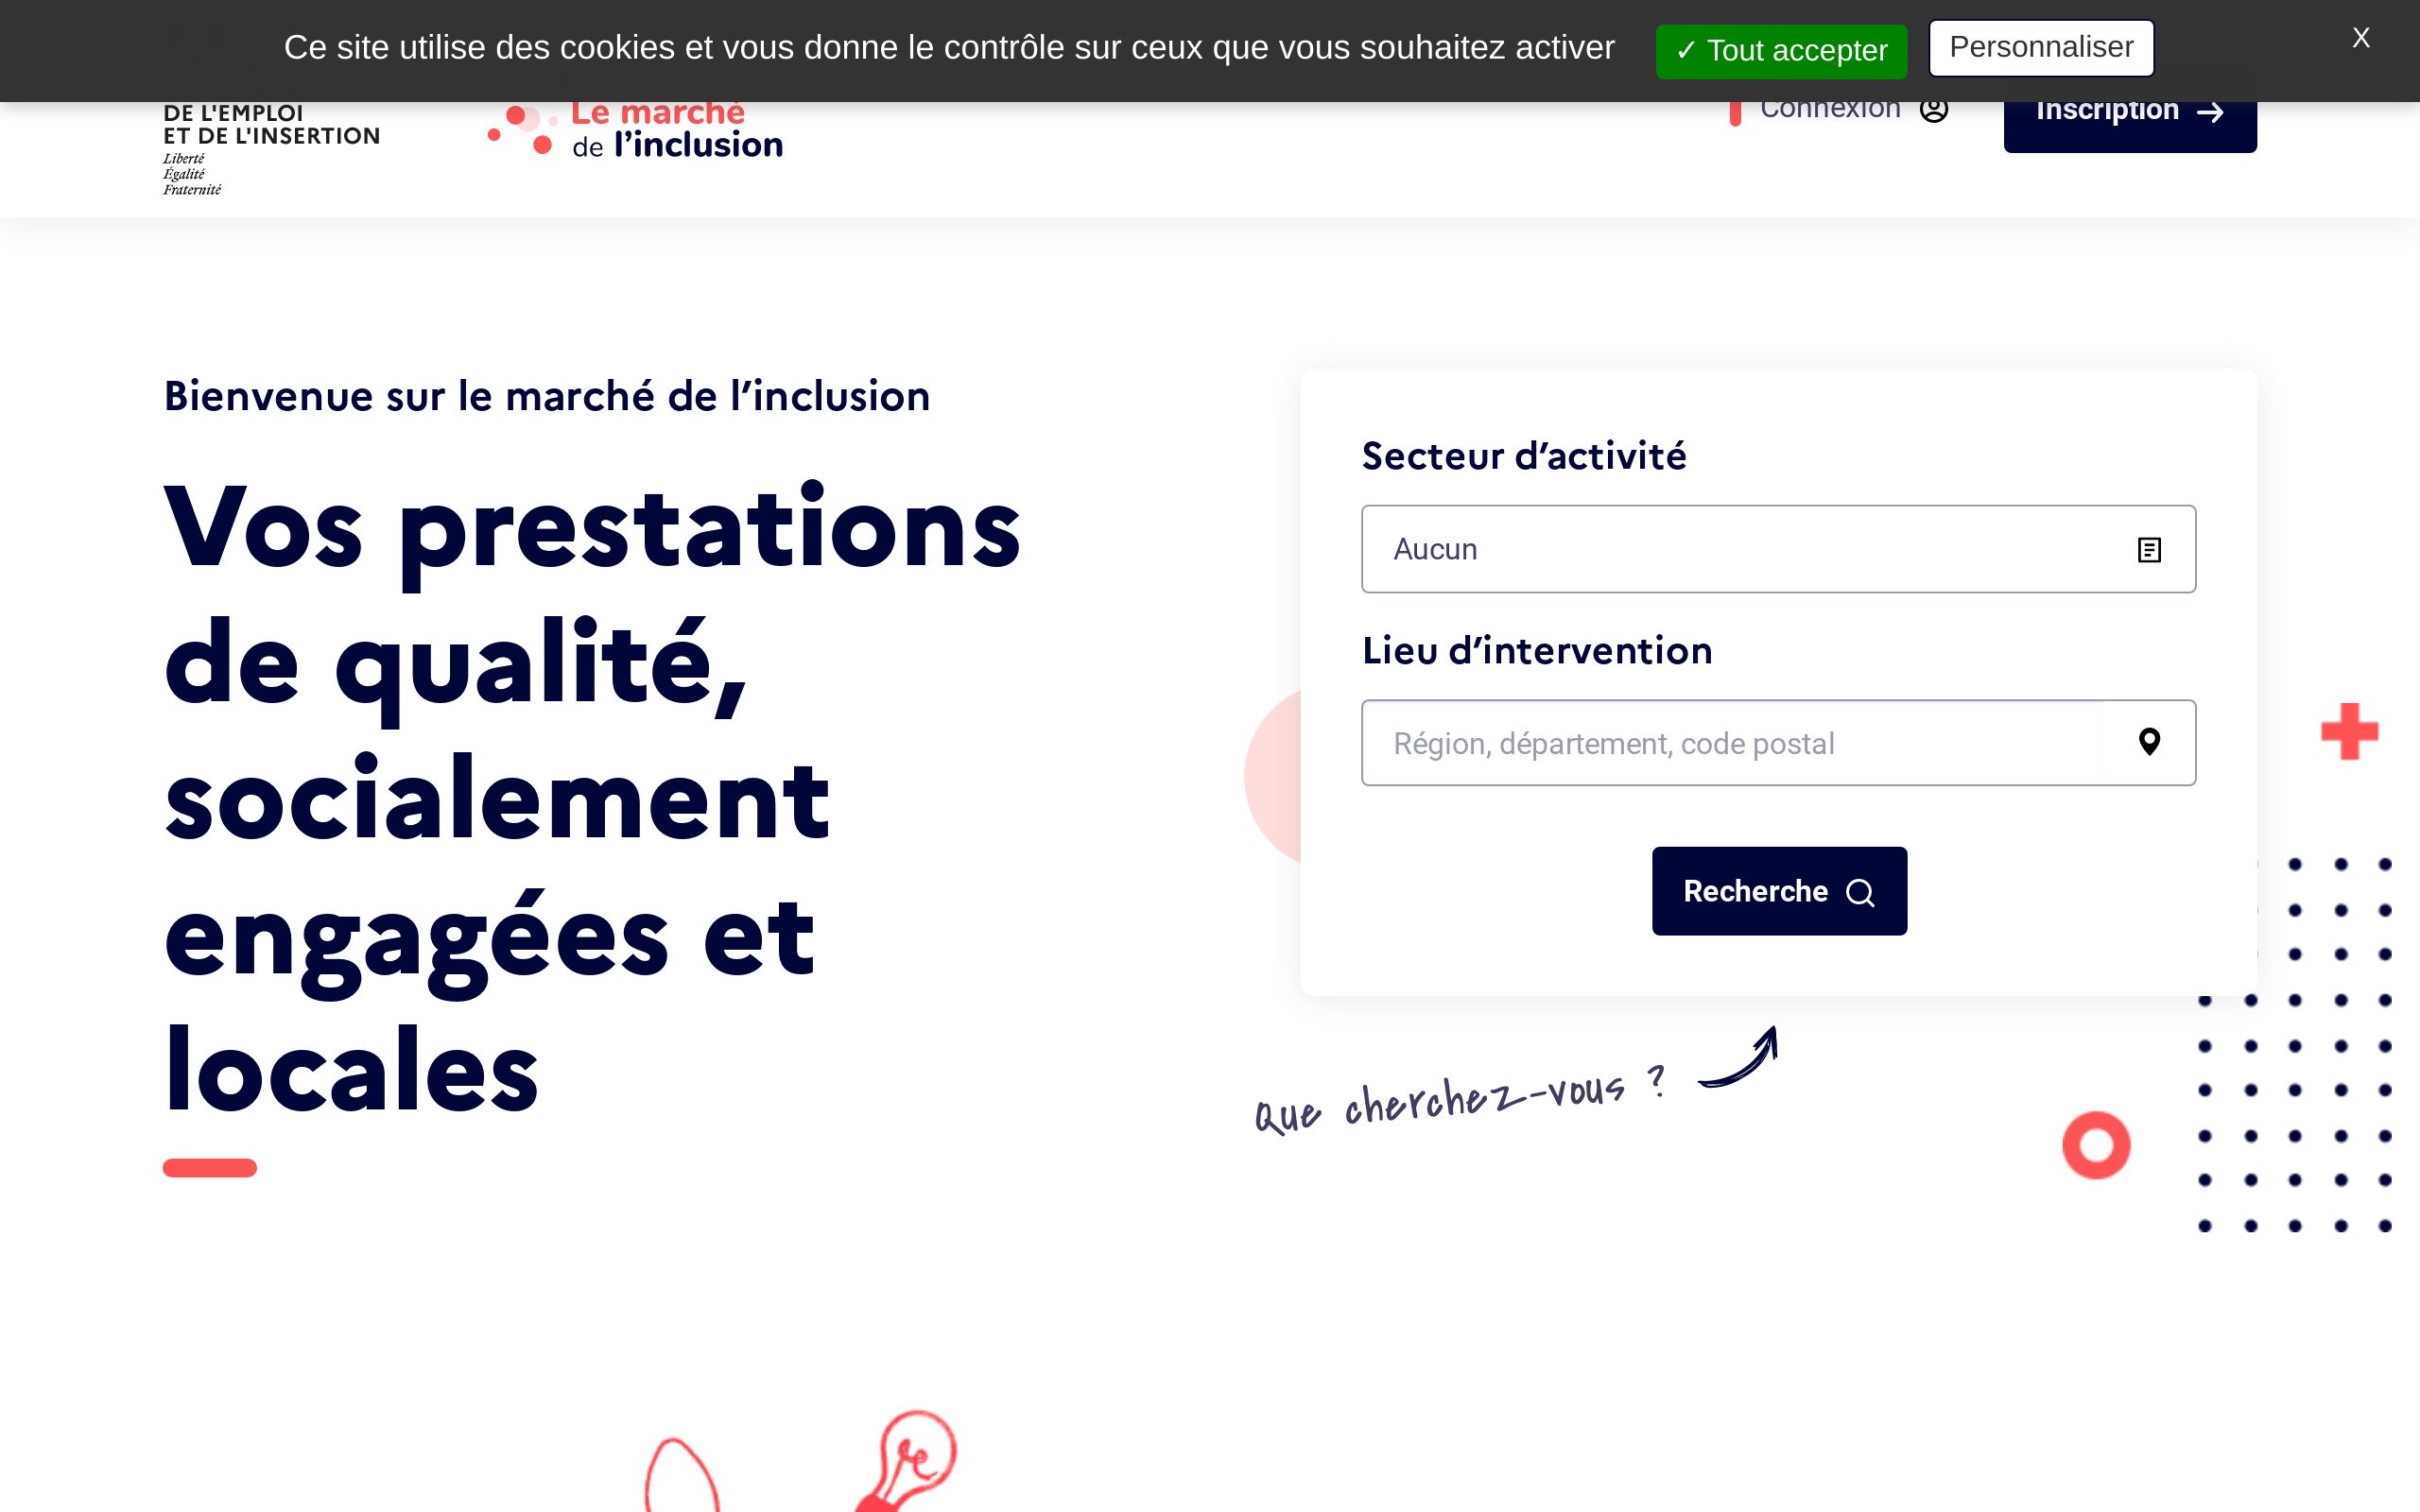 Ce site utilise des cookies et vous donne le contrôle sur ceux que vous souhaitez activer
✓ Tout accepter
Personnaliser
X
DE L'EMPLOI
ET DE L'INSERTION
Liberté
Égalité
Fraternité
Le marché
de l'inclusion
Connexion
Inscription
Bienvenue sur le marché de l'inclusion
Vos prestations
de qualité,
socialement
engagées et
locales
Secteur d'activité
Aucun
Lieu d'intervention
Région, département, code postal
Recherche
Que cherchez-vous ?